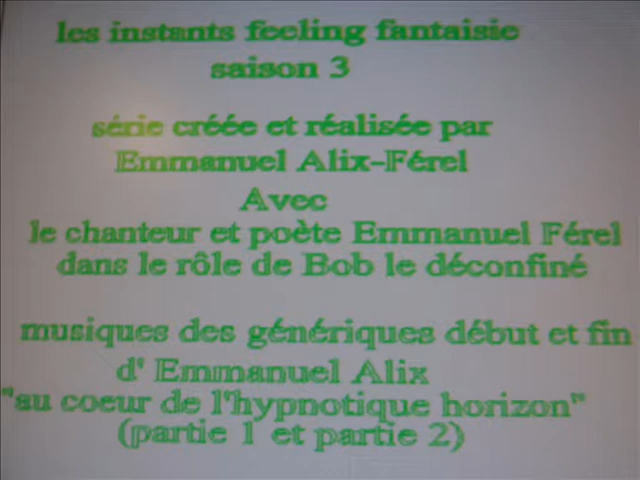 les instants feeling fantaisie
saison 3
série créée et réalisée par
Emmanuel Alix-Férel
Avec
le chanteur et poète Emmanuel Férel
dans le rôle de Bob le déconfiné
musiques des génériques début et fin
d' Emmanuel Alix
"au coeur de l'hypnotique horizon"
(partie 1 et partie 2)